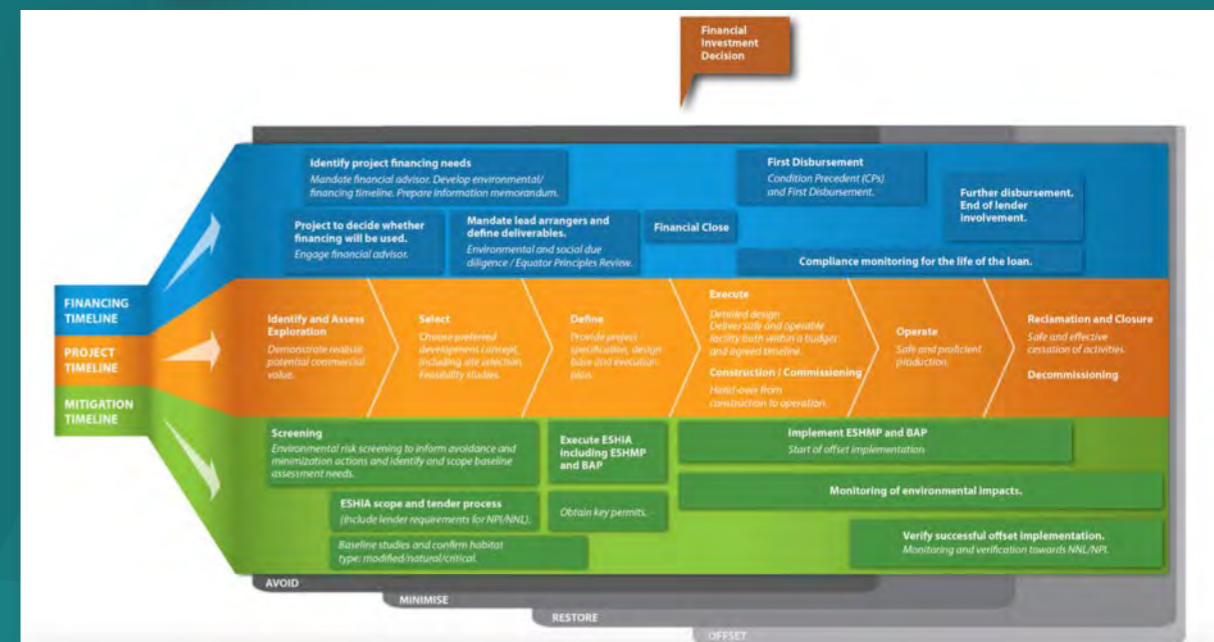 Financial
Investment
Decision
Identify project financing needs
Mandate financial advisor. Develop environmental/
financing timeline. Prepare information memorandum.
First Disbursement
Condition Precedent (CPs)
and First Disbursement.
Further disbursement.
End of lender
involvement.
Project to decide whether
financing will be used.
Engage financial advisor.
Mandate lead arrangers and
define deliverables.
Environmental and social due
diligence / Equator Principles Review.
Financial Close
Compliance monitoring for the life of the loan.
FINANCING
TIMELINE
PROJECT
TIMELINE
MITIGATION
TIMELINE
Identify and Assess
Exploration
Demonstrate realistic
potential commercial
value.
Select
Choose preferred
development concept,
including site selection.
Feasibility studies.
Define
Provide project
specification, design
base and execution
plan.
Execute
Detailed design
Deliver safe and operable
facility both within a budget
and agreed timeline.
Construction / Commissioning
Hand-over from
construction to operation.
Operate
Safe and proficient
production.
Reclamation and Closure
Safe and effective
cessation of activities.
Decommissioning
Screening
Environmental risk screening to inform avoidance and
minimization actions and identify and scope baseline
assessment needs.
Execute ESHIA
including ESHMP
and BAP
Implement ESHMP and BAP
Start of offset implementation
ESHIA scope and tender process
(include lender requirements for NPI/NNL).
Obtain key permits.
Monitoring of environmental impacts.
Baseline studies and confirm habitat
type: modified/natural/critical.
Verify successful offset implementation.
Monitoring and verification towards NNL/NPI.
AVOID
MINIMISE
RESTORE
OFFSET